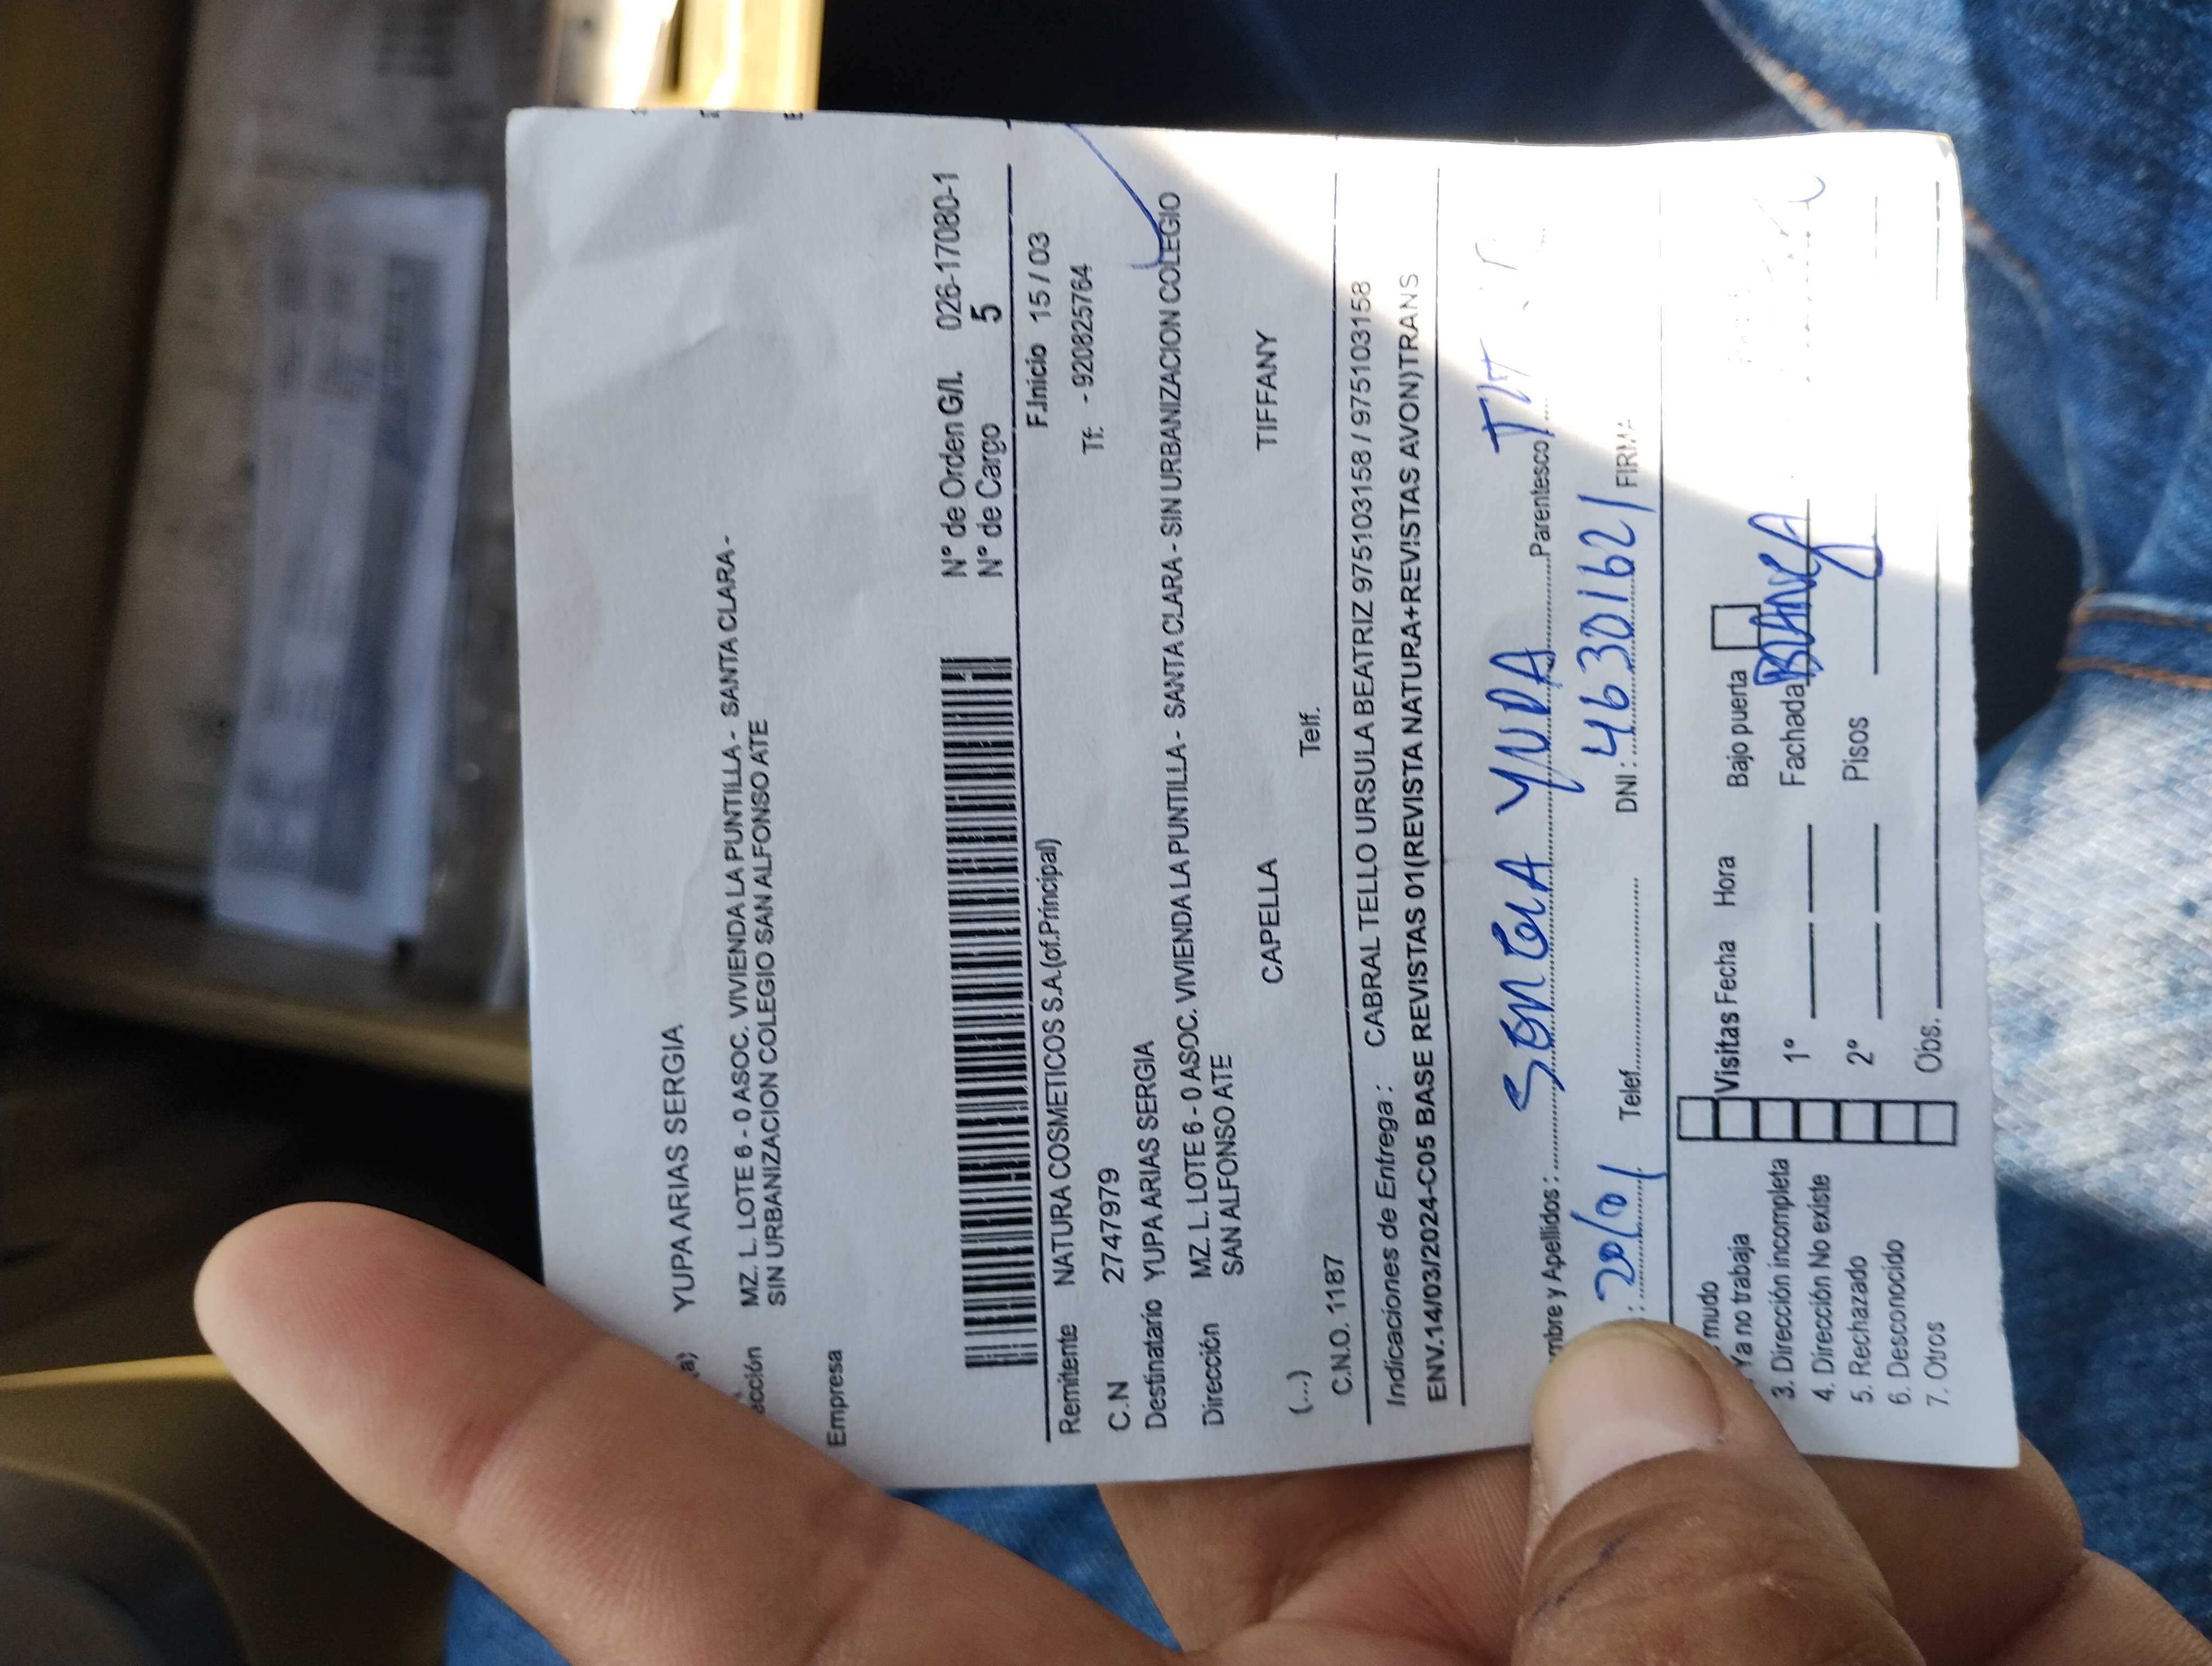 (a) YUPA ARIAS SERGIA
ección MZ. L. LOTE 6 - 0 ASOC. VIVIENDA LA PUNTILLA - SANTA CLARA -
SIN URBANIZACION COLEGIO SAN ALFONSO ATE
Empresa
N° de Orden G/I. 026-17080-1
N° de Cargo 5
Remitente NATURA COSMETICOS S.A.(of.Principal) F.Inicio 15 / 03
C.N 2747979 Tf: - 920825764
Destinatario YUPA ARIAS SERGIA
Dirección MZ. L. LOTE 6 - 0 ASOC. VIVIENDA LA PUNTILLA - SANTA CLARA - SIN URBANIZACION COLEGIO
SAN ALFONSO ATE
(...) CAPELLA TIFFANY
C.N.O. 1187 Telf.
Indicaciones de Entrega : CABRAL TELLO URSULA BEATRIZ 975103158 / 975103158
ENV.14/03/2024-C05 BASE REVISTAS 01(REVISTA NATURA+REVISTAS AVON)TRANS
mbre y Apellidos : YUPA Parentesco
: Telef. DNI : 46301621 FIRMA
mudo
Ya no trabaja Visitas Fecha Hora Bajo puerta
3. Dirección incompleta 1° Fachada BLANCA
4. Dirección No existe
5. Rechazado 2° Pisos
6. Desconocido
7. Otros Obs.